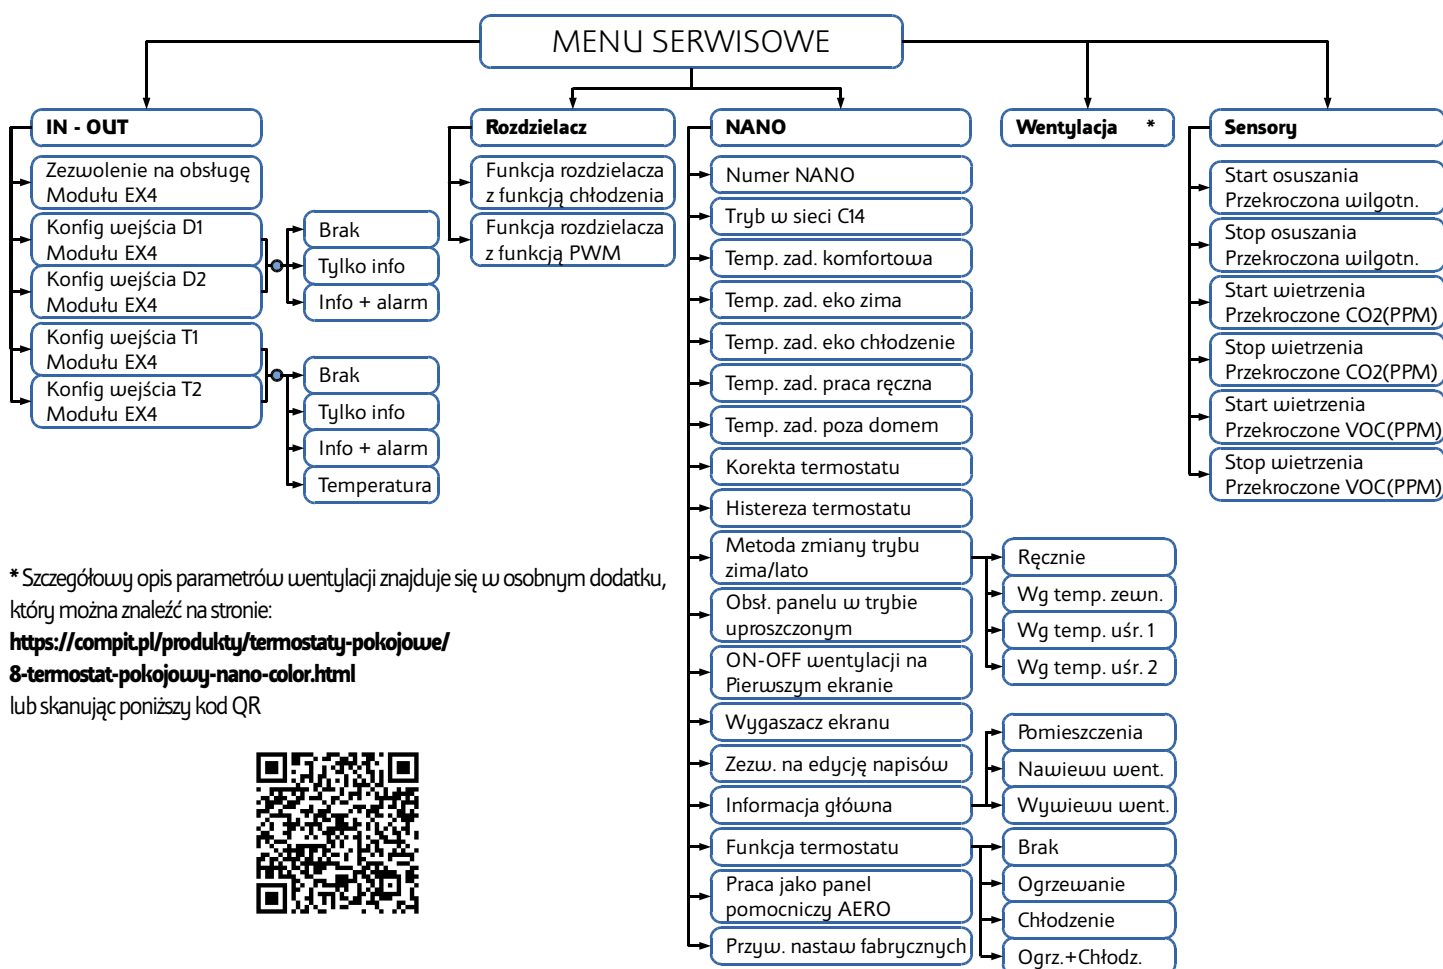 MENU SERWISOWE
IN - OUT
Zezwolenie na obsługę
Modułu EX4
Konfig wejścia D1
Modułu EX4
Konfig wejścia D2
Modułu EX4
Brak
Tylko info
Info + alarm
Konfig wejścia T1
Modułu EX4
Konfig wejścia T2
Modułu EX4
Brak
Tylko info
Info + alarm
Temperatura
Rozdzielacz
Funkcja rozdzielacza
z funkcją chłodzenia
Funkcja rozdzielacza
z funkcją PWM
NANO
Numer NANO
Tryb w sieci C14
Temp. zad. komfortowa
Temp. zad. eko zima
Temp. zad. eko chłodzenie
Temp. zad. praca ręczna
Temp. zad. poza domem
Korekta termostatu
Histereza termostatu
Metoda zmiany trybu
zima/lato
Ręcznie
Wg temp. zewn.
Wg temp. uśr. 1
Wg temp. uśr. 2
Obsł. panelu w trybie
uproszczonym
ON-OFF wentylacji na
Pierwszym ekranie
Wygaszacz ekranu
Zezw. na edycję napisów
Informacja główna
Pomieszczenia
Nawiewu went.
Wywiewu went.
Funkcja termostatu
Brak
Ogrzewanie
Chłodzenie
Ogrz.+Chłodz.
Praca jako panel
pomocniczy AERO
Przyw. nastaw fabrycznych
Wentylacja *
Sensory
Start osuszania
Przekroczona wilgotn.
Stop osuszania
Przekroczona wilgotn.
Start wietrzenia
Przekroczone CO2(PPM)
Stop wietrzenia
Przekroczone CO2(PPM)
Start wietrzenia
Przekroczone VOC(PPM)
Stop wietrzenia
Przekroczone VOC(PPM)
* Szczegółowy opis parametrów wentylacji znajduje się w osobnym dodatku,
który można znaleźć na stronie:
https://compit.pl/produkty/termostaty-pokojowe/
8-termostat-pokojowy-nano-color.html
lub skanując poniższy kod QR